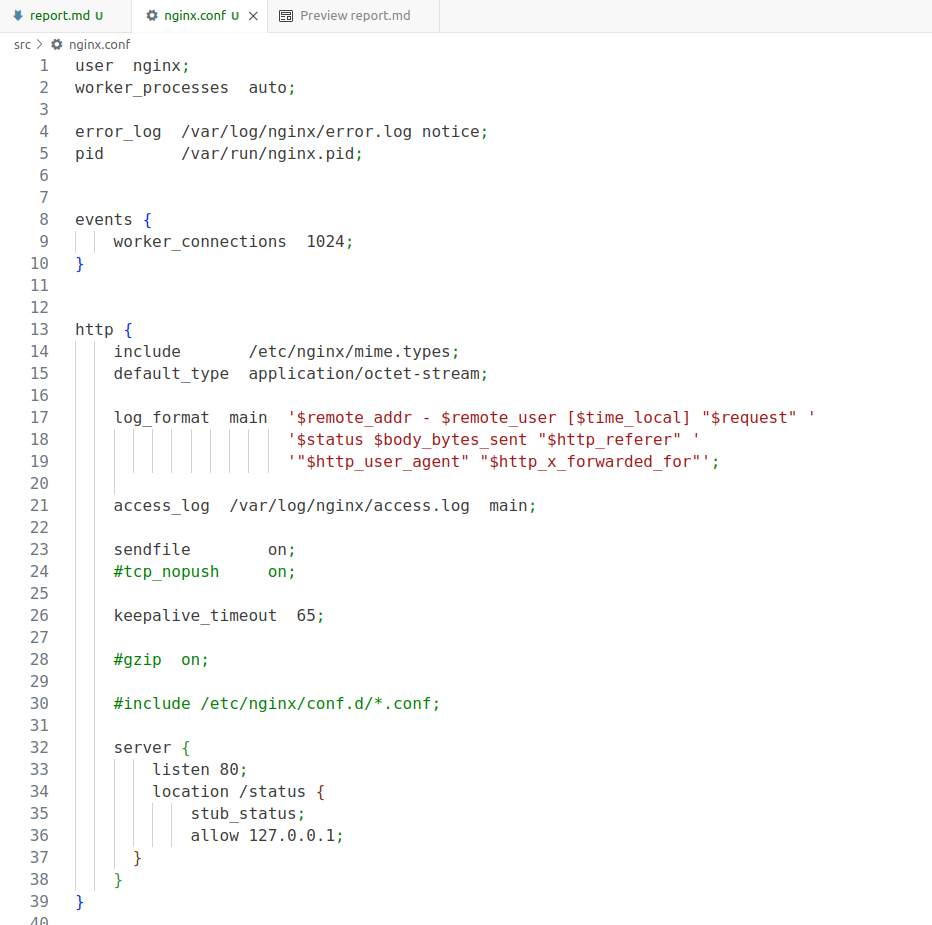 report.md U nginx.conf U Preview report.md
src > nginx.conf
1 user  nginx;
2 worker_processes  auto;
3
4 error_log  /var/log/nginx/error.log notice;
5 pid        /var/run/nginx.pid;
6
7
8 events {
9     worker_connections  1024;
10 }
11
12
13 http {
14     include       /etc/nginx/mime.types;
15     default_type  application/octet-stream;
16
17     log_format  main  '$remote_addr - $remote_user [$time_local] "$request" '
18                       '$status $body_bytes_sent "$http_referer" '
19                       '"$http_user_agent" "$http_x_forwarded_for"';
20
21     access_log  /var/log/nginx/access.log  main;
22
23     sendfile        on;
24     #tcp_nopush     on;
25
26     keepalive_timeout  65;
27
28     #gzip  on;
29
30     #include /etc/nginx/conf.d/*.conf;
31
32     server {
33         listen 80;
34         location /status {
35             stub_status;
36             allow 127.0.0.1;
37       }
38     }
39 }
40